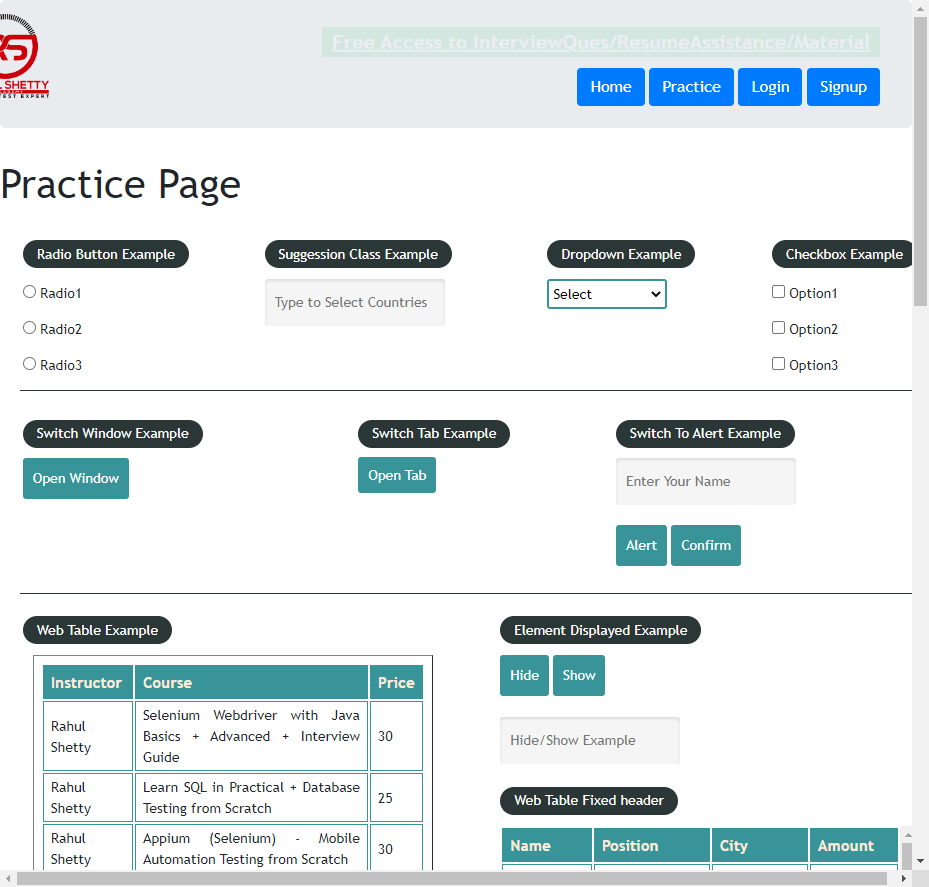 Free Access to InterviewQues/ResumeAssistance/Material
SHETTY
TEST EXPERT
Home Practice Login Signup
Practice Page
Radio Button Example
Suggession Class Example
Dropdown Example
Checkbox Example
Radio1
Radio2
Radio3
Type to Select Countries
Select
Option1
Option2
Option3
Switch Window Example
Switch Tab Example
Switch To Alert Example
Open Window
Open Tab
Enter Your Name
Alert Confirm
Web Table Example
Instructor Course Price
Rahul Shetty
Selenium Webdriver with Java
Basics + Advanced + Interview
Guide
30
Rahul Shetty
Learn SQL in Practical + Database
Testing from Scratch
25
Rahul Shetty
Appium (Selenium) - Mobile
Automation Testing from Scratch
30
Element Displayed Example
Hide Show
Hide/Show Example
Web Table Fixed header
Name Position City Amount